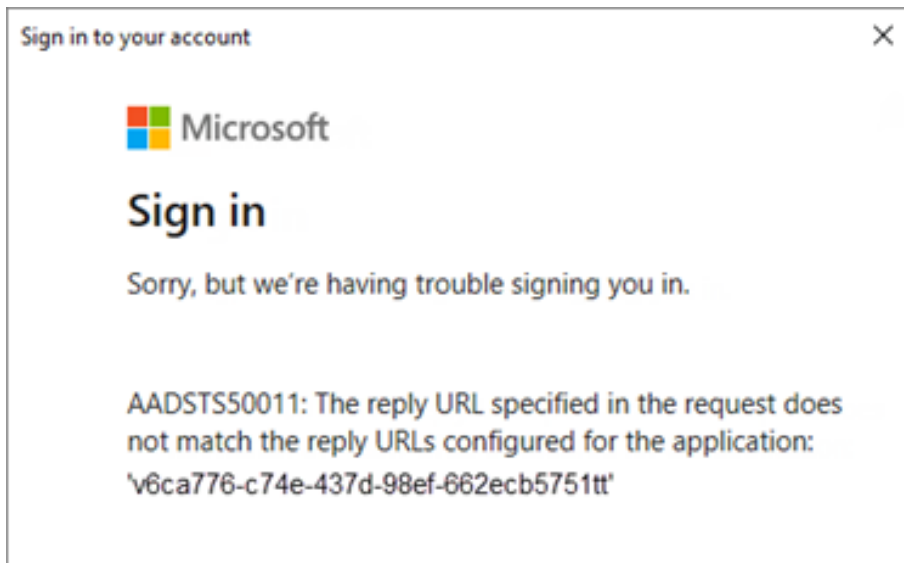 Sign in to your account
Microsoft
Sign in
Sorry, but we're having trouble signing you in.
AADSTS50011: The reply URL specified in the request does
not match the reply URLs configured for the application:
'v6ca776-c74e-437d-98ef-662ecb5751tt'